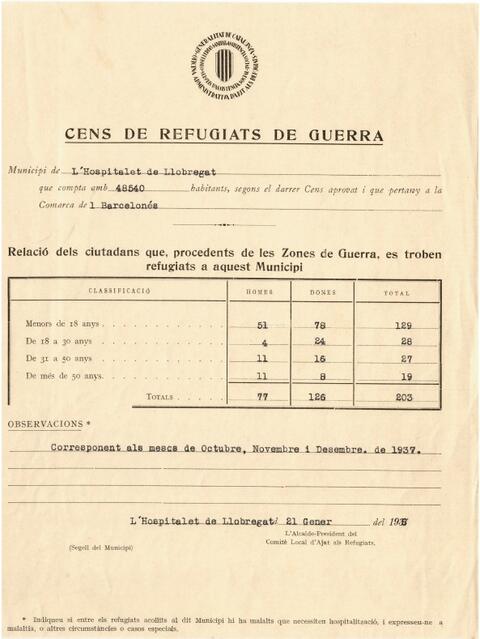 CENS DE REFUGIATS DE GUERRA
Municipi de L'Hospitalet de Llobregat
que compta amb 48540 habitants, segons el darrer Cens aprovat i que pertany a la
Comarca de l Barcelonés
Relació dels ciutadans que, procedents de les Zones de Guerra, es troben
refugiats a aquest Municipi
CLASSIFICACIÓ HOMES DONES TOTAL
Menors de 18 anys 51 78 129
De 18 a 30 anys 4 24 28
De 31 a 50 anys 11 16 27
De més de 50 anys. 11 8 19
TOTALS 77 126 203
OBSERVACIONS *
Corresponent als mesos de Octubre, Novembre i Desembre. de 1937.
L'Hospitalet de Llobregat d 21 Gener del 1938
L'Alcalde-President del
Comitè Local d'Ajut als Refugiats.
(Segell del Municipi)
* Indiqueu si entre els refugiats acollits al dit Municipi hi ha malalts que necessiten hospitalització, i expresseu-ne a
malaltia, o altres circumstàncies o casos especials.